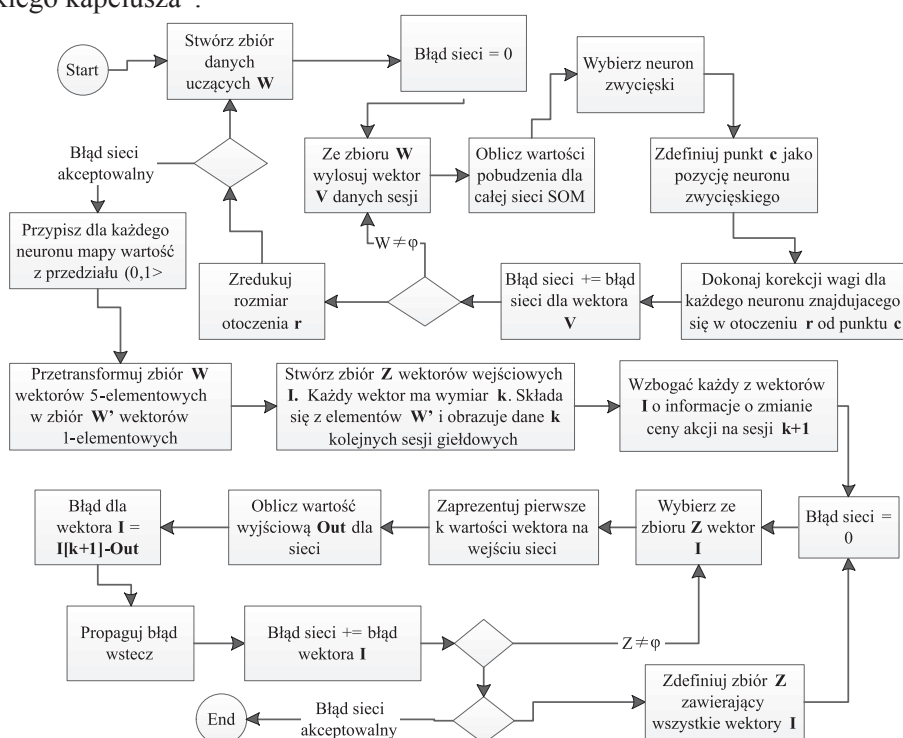 kiego kapelusza”.
Start
Stwórz zbiór
danych
uczących W
Błąd sieci = 0
Wybierz neuron
zwycięski
Błąd sieci
akceptowalny
Ze zbioru W
wylosuj wektor
V danych sesji
Oblicz wartości
pobudzenia dla
całej sieci SOM
Zdefiniuj punkt c jako
pozycję neuronu
zwycięskiego
Przypisz dla każdego
neuronu mapy wartość
z przedziału (0,1>
Zredukuj
rozmiar
otoczenia r
W≠φ
Błąd sieci += błąd
sieci dla wektora
V
Dokonaj korekcji wagi dla
każdego neuronu znajdujacego
się w otoczeniu r od punktu c
Przetransformuj zbiór W
wektorów 5-elementowych
w zbiór W’ wektorów
1-elementowych
Stwórz zbiór Z wektorów wejściowych
I. Każdy wektor ma wymiar k. Składa
się z elementów W’ i obrazuje dane k
kolejnych sesji giełdowych
Wzbogać każdy z wektorów
I o informacje o zmianie
ceny akcji na sesji k+1
Błąd dla
wektora I =
I[k+1]-Out
Oblicz wartość
wyjściową Out dla
sieci
Zaprezentuj pierwsze
k wartości wektora na
wejściu sieci
Wybierz ze
zbioru Z wektor
I
Błąd sieci =
0
Propaguj błąd
wstecz
Błąd sieci += błąd
wektora I
Z≠φ
End
Błąd sieci
akceptowalny
Zdefiniuj zbiór Z
zawierający
wszystkie wektory I